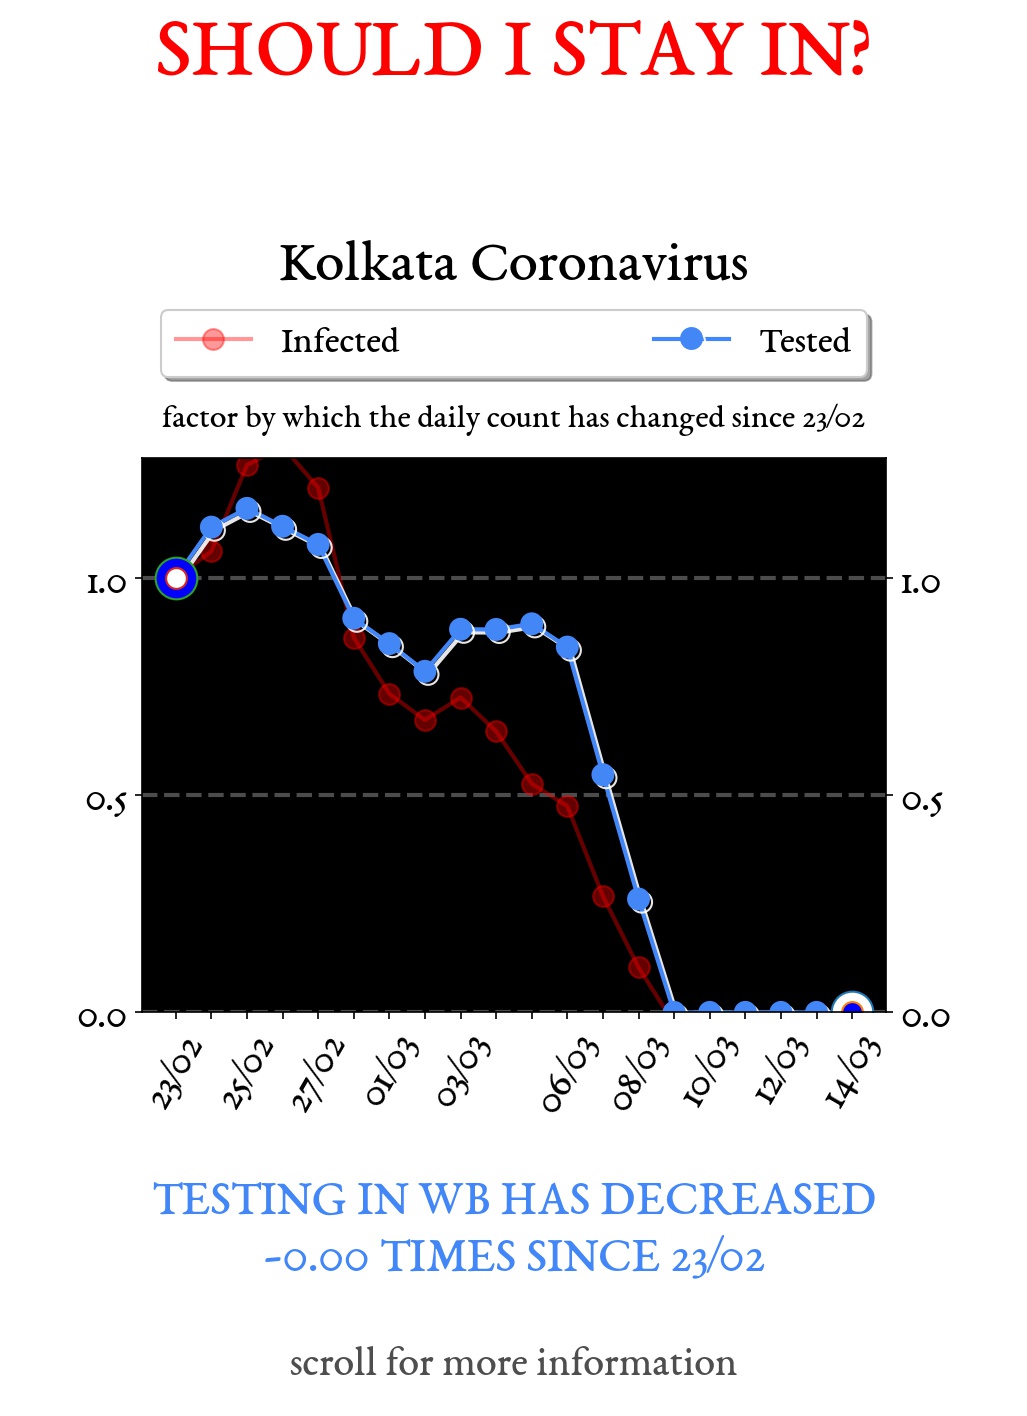 SHOULD I STAY IN?
Kolkata Coronavirus
Infected Tested
factor by which the daily count has changed since 23/02
1.0 1.0
0.5 0.5
0.0 0.0
23/02 25/02 27/02 01/03 03/03 06/03 08/03 10/03 12/03 14/03
TESTING IN WB HAS DECREASED
-0.00 TIMES SINCE 23/02
scroll for more information